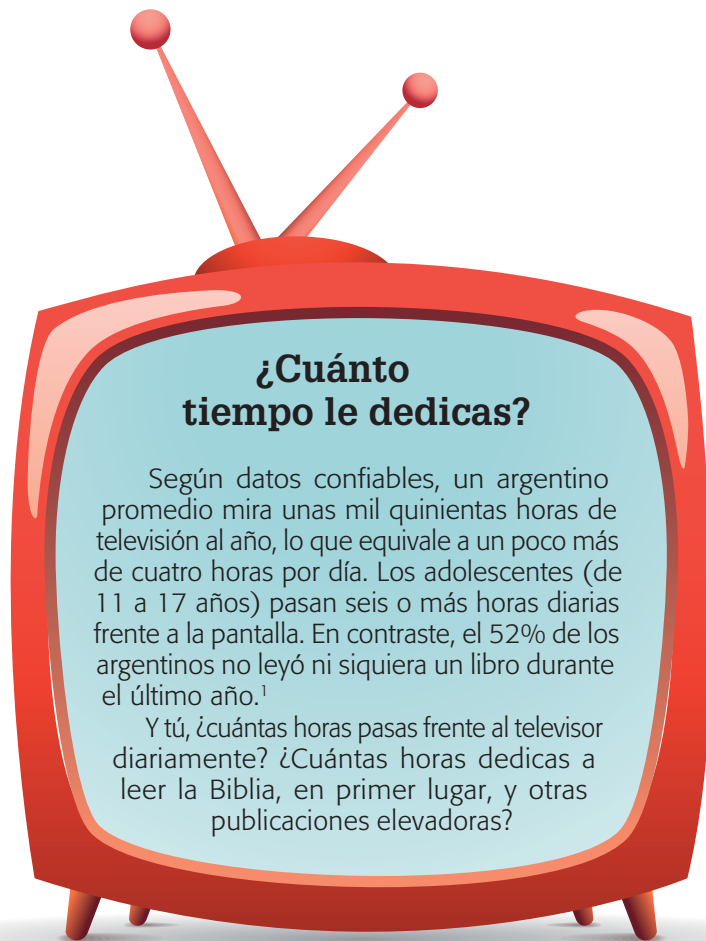 ¿Cuánto
tiempo le dedicas?
Según datos confiables, un argentino
promedio mira unas mil quinientas horas de
televisión al año, lo que equivale a un poco más
de cuatro horas por día. Los adolescentes (de
11 a 17 años) pasan seis o más horas diarias
frente a la pantalla. En contraste, el 52% de los
argentinos no leyó ni siquiera un libro durante
el último año.¹
Y tú, ¿cuántas horas pasas frente al televisor
diariamente? ¿Cuántas horas dedicas a
leer la Biblia, en primer lugar, y otras
publicaciones elevadoras?